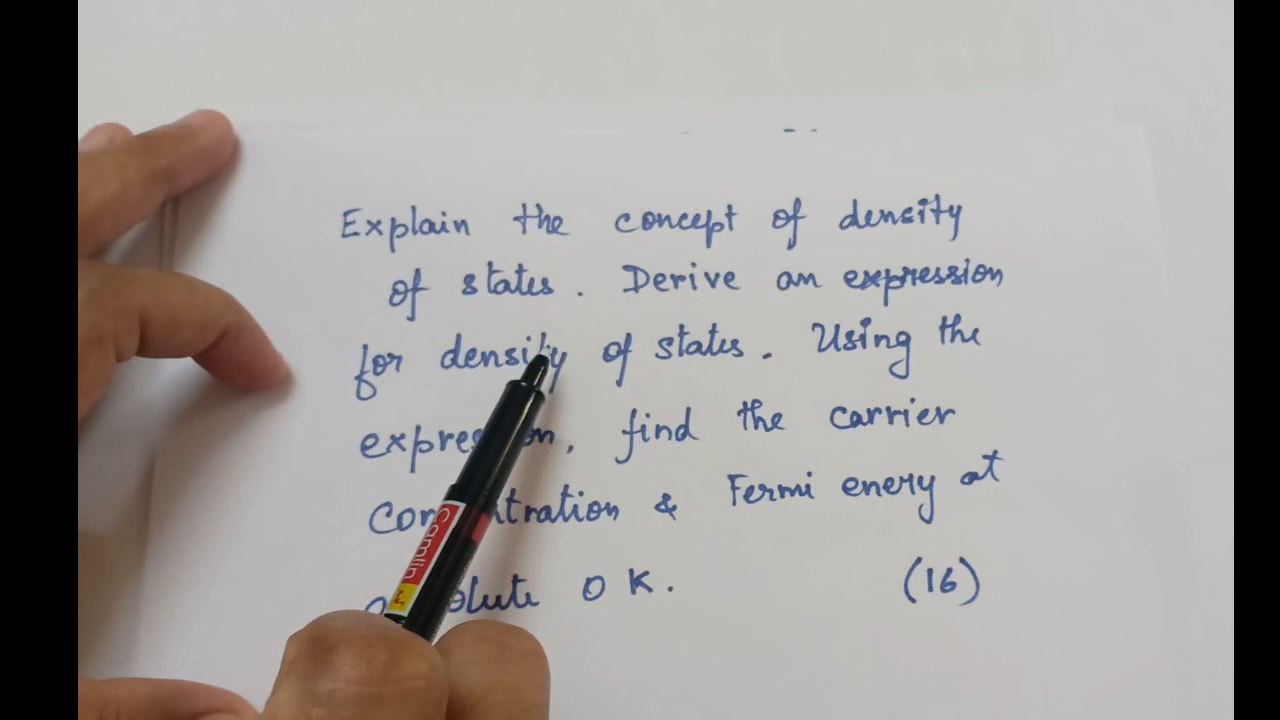 Explain the concept of density
of states. Derive an expression
for density of states. Using the
find the carrier
& Fermi enery at
0 K. (16)
Camlin